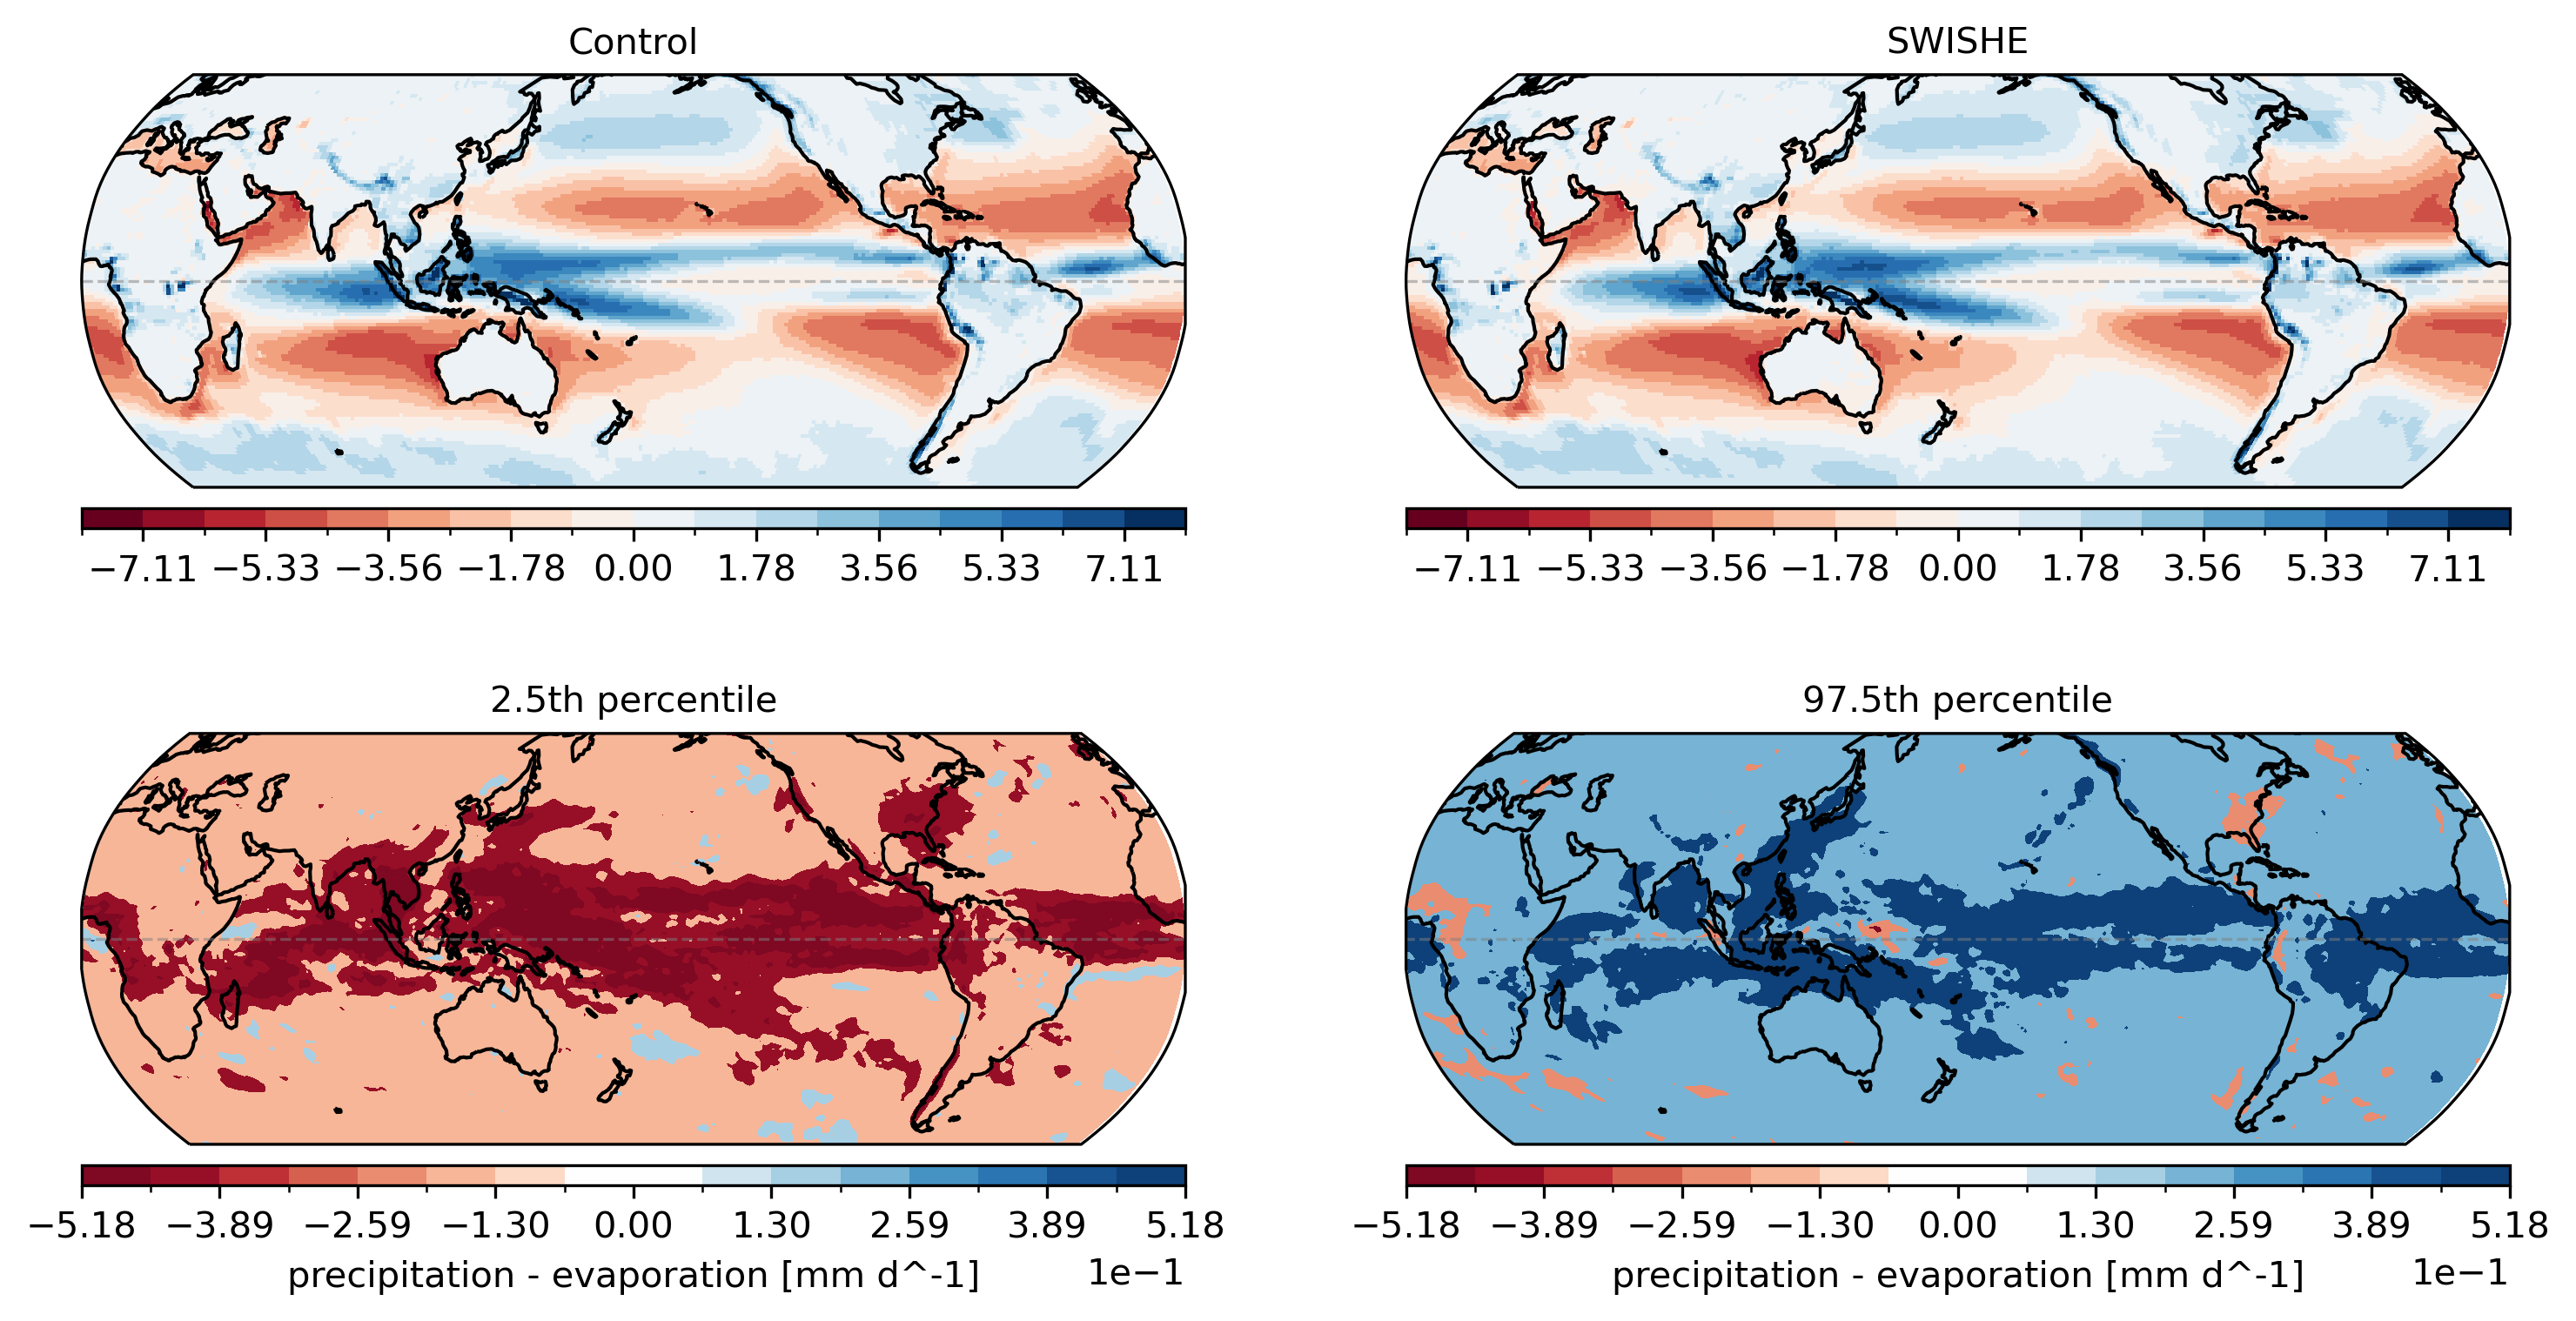 Control
SWISHE
−7.11 −5.33 −3.56 −1.78 0.00 1.78 3.56 5.33 7.11
−7.11 −5.33 −3.56 −1.78 0.00 1.78 3.56 5.33 7.11
2.5th percentile
97.5th percentile
−5.18 −3.89 −2.59 −1.30 0.00 1.30 2.59 3.89 5.18
precipitation - evaporation [mm d^-1]
1e−1
−5.18 −3.89 −2.59 −1.30 0.00 1.30 2.59 3.89 5.18
precipitation - evaporation [mm d^-1]
1e−1